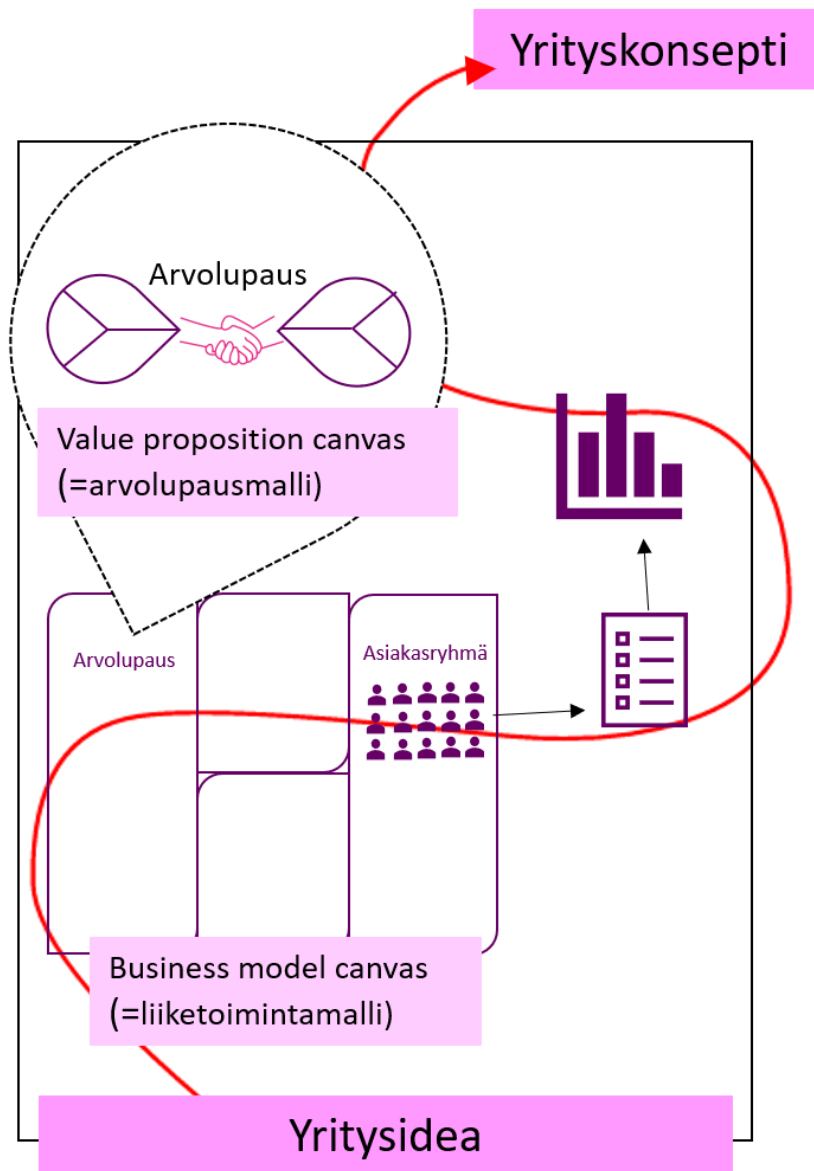 Yrityskonsepti
Arvolupaus
Value proposition canvas
(=arvolupausmalli)
Arvolupaus
Asiakasryhmä
Business model canvas
(=liiketoimintamalli)
Yritysidea